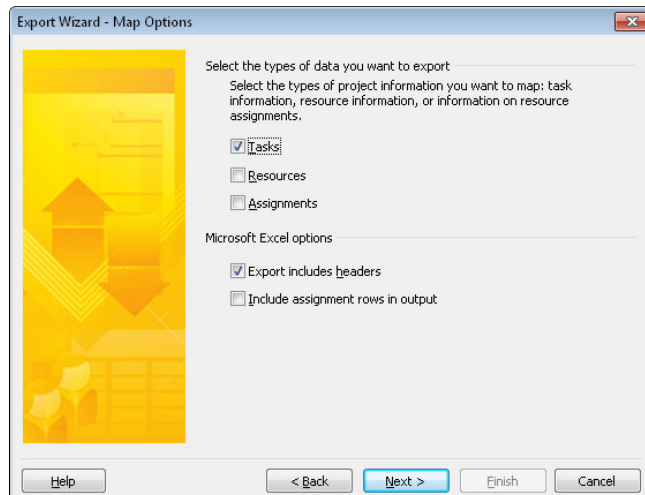 Export Wizard - Map Options
Select the types of data you want to export
Select the types of project information you want to map: task
information, resource information, or information on resource
assignments.
Tasks
Resources
Assignments
Microsoft Excel options
Export includes headers
Include assignment rows in output
Help
< Back
Next >
Finish
Cancel